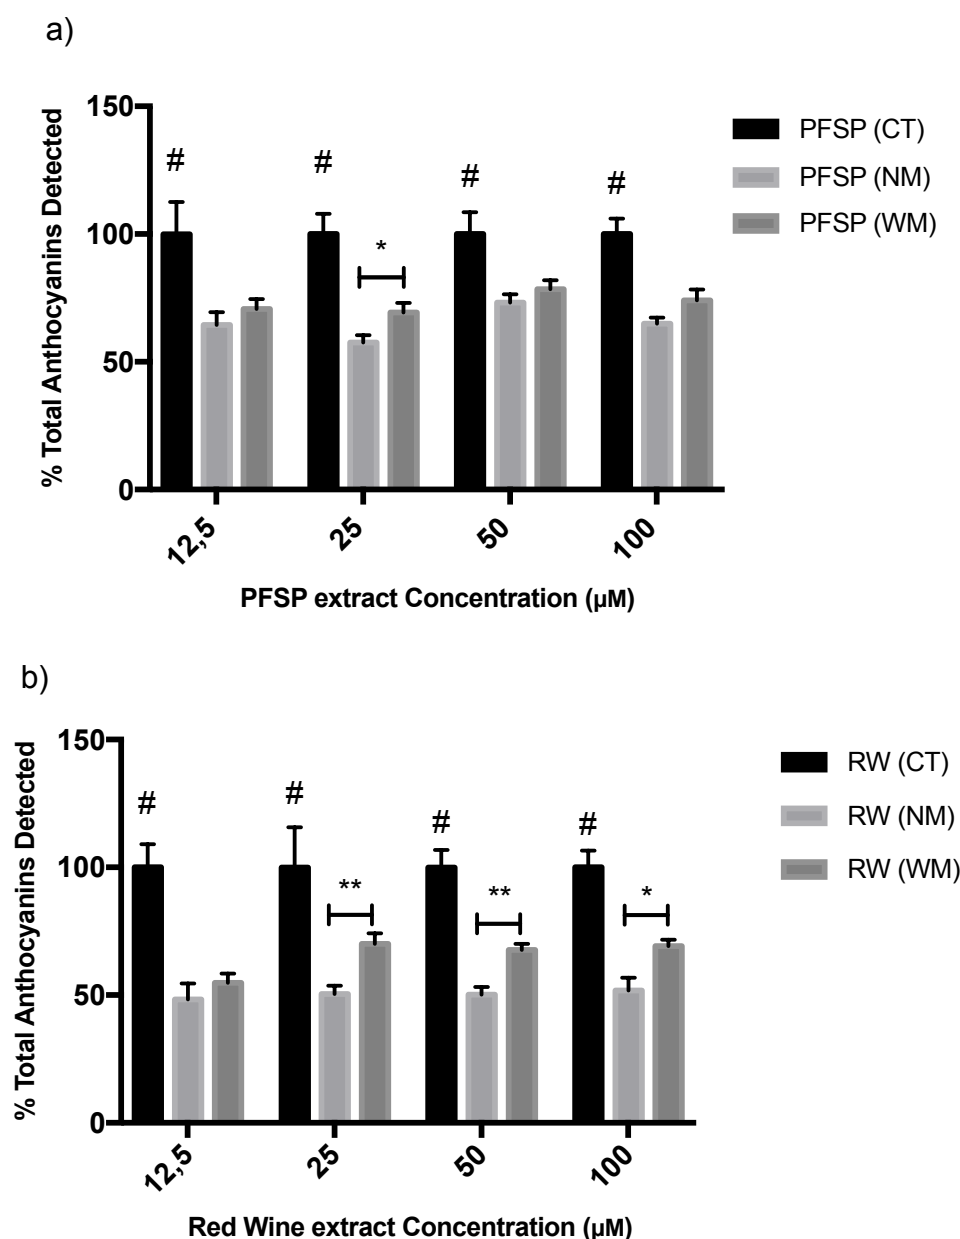 a)
% Total Anthocyanins Detected
150
100
50
0
# # # #
*
12,5 25 50 100
PFSP extract Concentration (µM)
PFSP (CT)
PFSP (NM)
PFSP (WM)
b)
% Total Anthocyanins Detected
150
100
50
0
# # # #
** ** *
12,5 25 50 100
Red Wine extract Concentration (µM)
RW (CT)
RW (NM)
RW (WM)